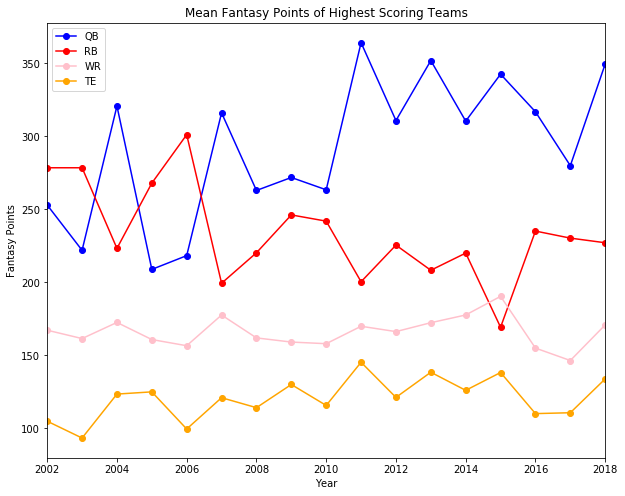 Mean Fantasy Points of Highest Scoring Teams
QB
RB
WR
TE
Fantasy Points
350
300
250
200
150
100
2002 2004 2006 2008 2010 2012 2014 2016 2018
Year